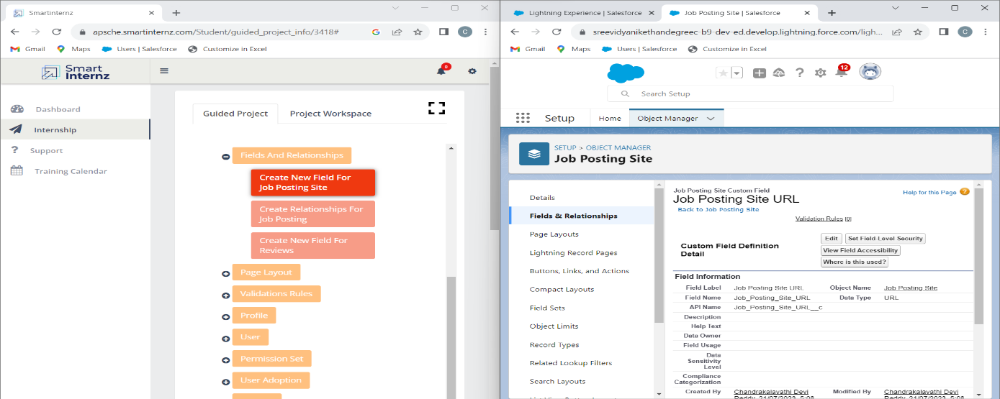 Smartinternz
apsche.smartinternz.com/Student/guided_project_info/3418#
G
C
Gmail
Maps
Users | Salesforce
Customize in Excel
Smart
Internz
0
Dashboard
Internship
Support
Training Calendar
Guided Project
Project Workspace
Fields And Relationships
Create New Field For
Job Posting Site
Create Relationships For
Job Posting
Create New Field For
Reviews
Page Layout
Validations Rules
Profile
User
Permission Set
User Adoption
Lightning Experience | Salesforce
Job Posting Site | Salesforce
sreevidyanikethandegreec-b9-dev-ed.develop.lightning.force.com/ligh...
C
Gmail
Maps
Users | Salesforce
Customize in Excel
12
Search Setup
Setup
Home
Object Manager
SETUP > OBJECT MANAGER
Job Posting Site
Details
Fields & Relationships
Page Layouts
Lightning Record Pages
Buttons, Links, and Actions
Compact Layouts
Field Sets
Object Limits
Record Types
Related Lookup Filters
Search Layouts
Job Posting Site Custom Field
Job Posting Site URL
Help for this Page
Back to Job Posting Site
Validation Rules [0]
Custom Field Definition
Detail
Edit
Set Field-Level Security
View Field Accessibility
Where is this used?
Field Information
Field Label Job Posting Site URL Object Name Job Posting Site
Field Name Job_Posting_Site_URL Data Type URL
API Name Job_Posting_Site_URL__c
Description
Help Text
Data Owner
Field Usage
Data
Sensitivity
Level
Compliance
Categorization
Created By Chandrakalavathi Devi Modified By Chandrakalavathi Devi
Reddy, 21/07/2023, 5:08 Reddy, 21/07/2023, 5:08